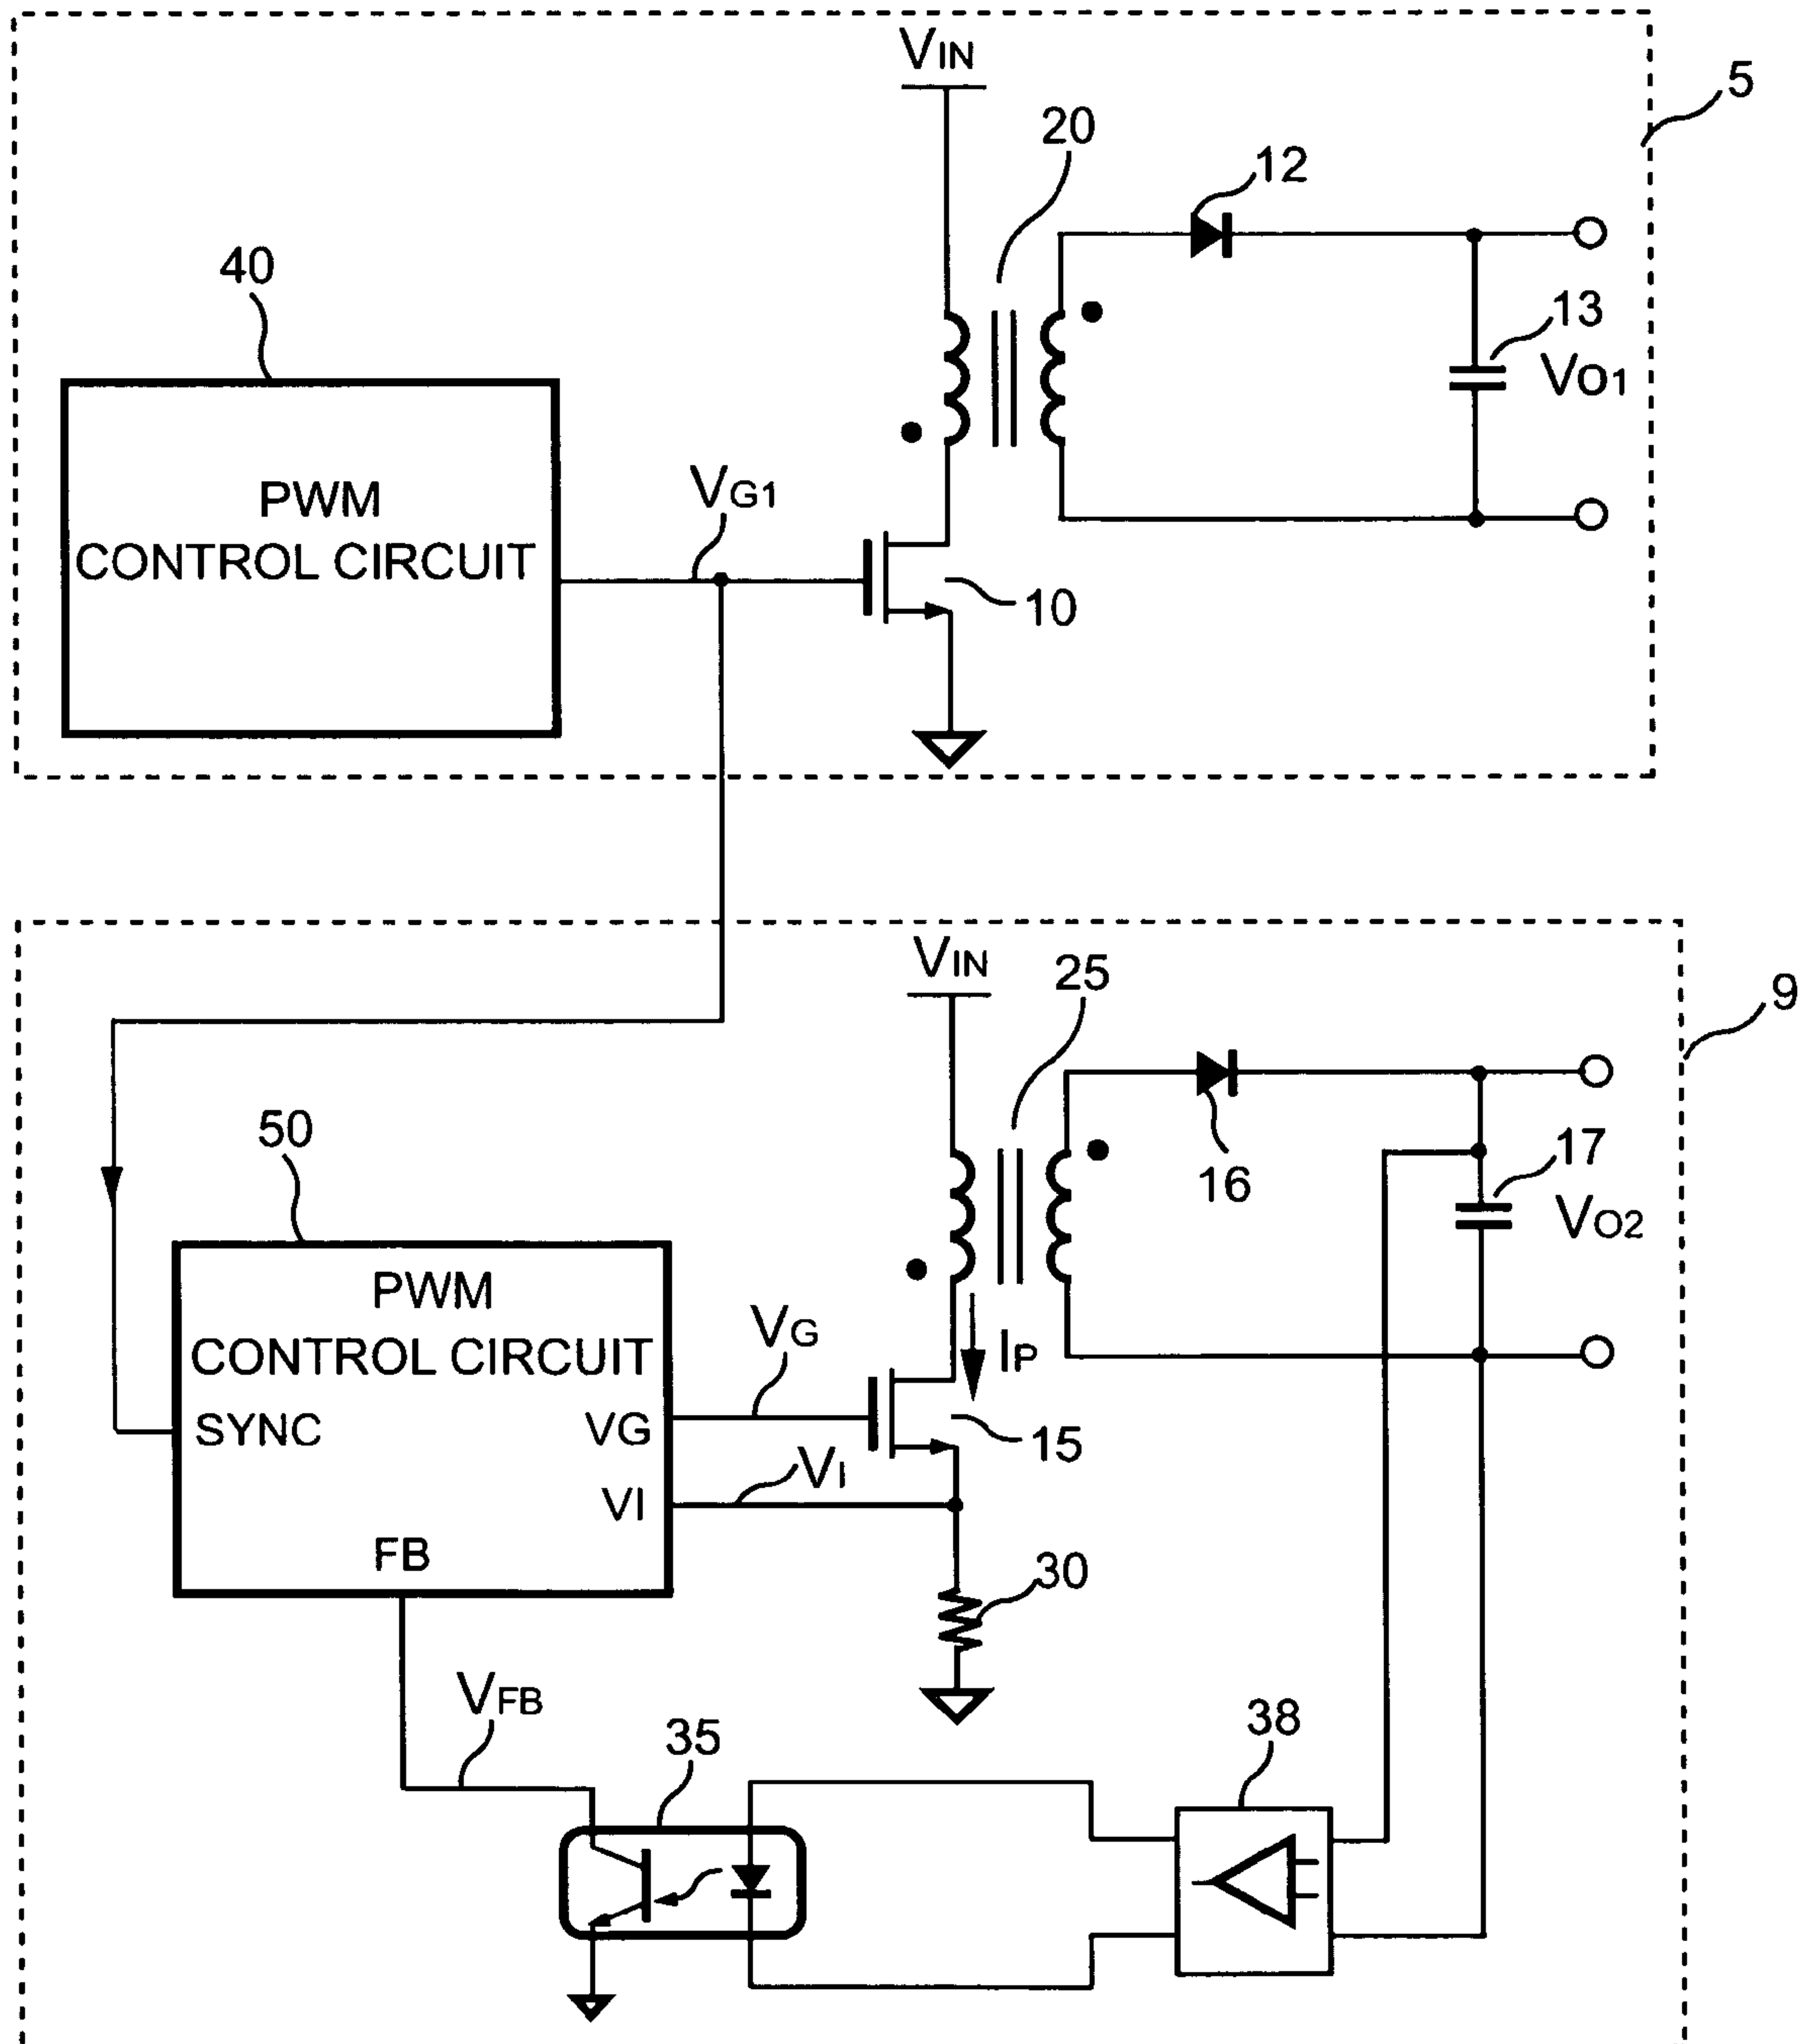 VIN
5
20
12
40
13
VO1
PWM
CONTROL CIRCUIT
VG1
10
VIN
25
9
50
16
17
VO2
PWM
CONTROL CIRCUIT
VG
IP
SYNC
VG
15
VI
VI
FB
30
VFB
35
38